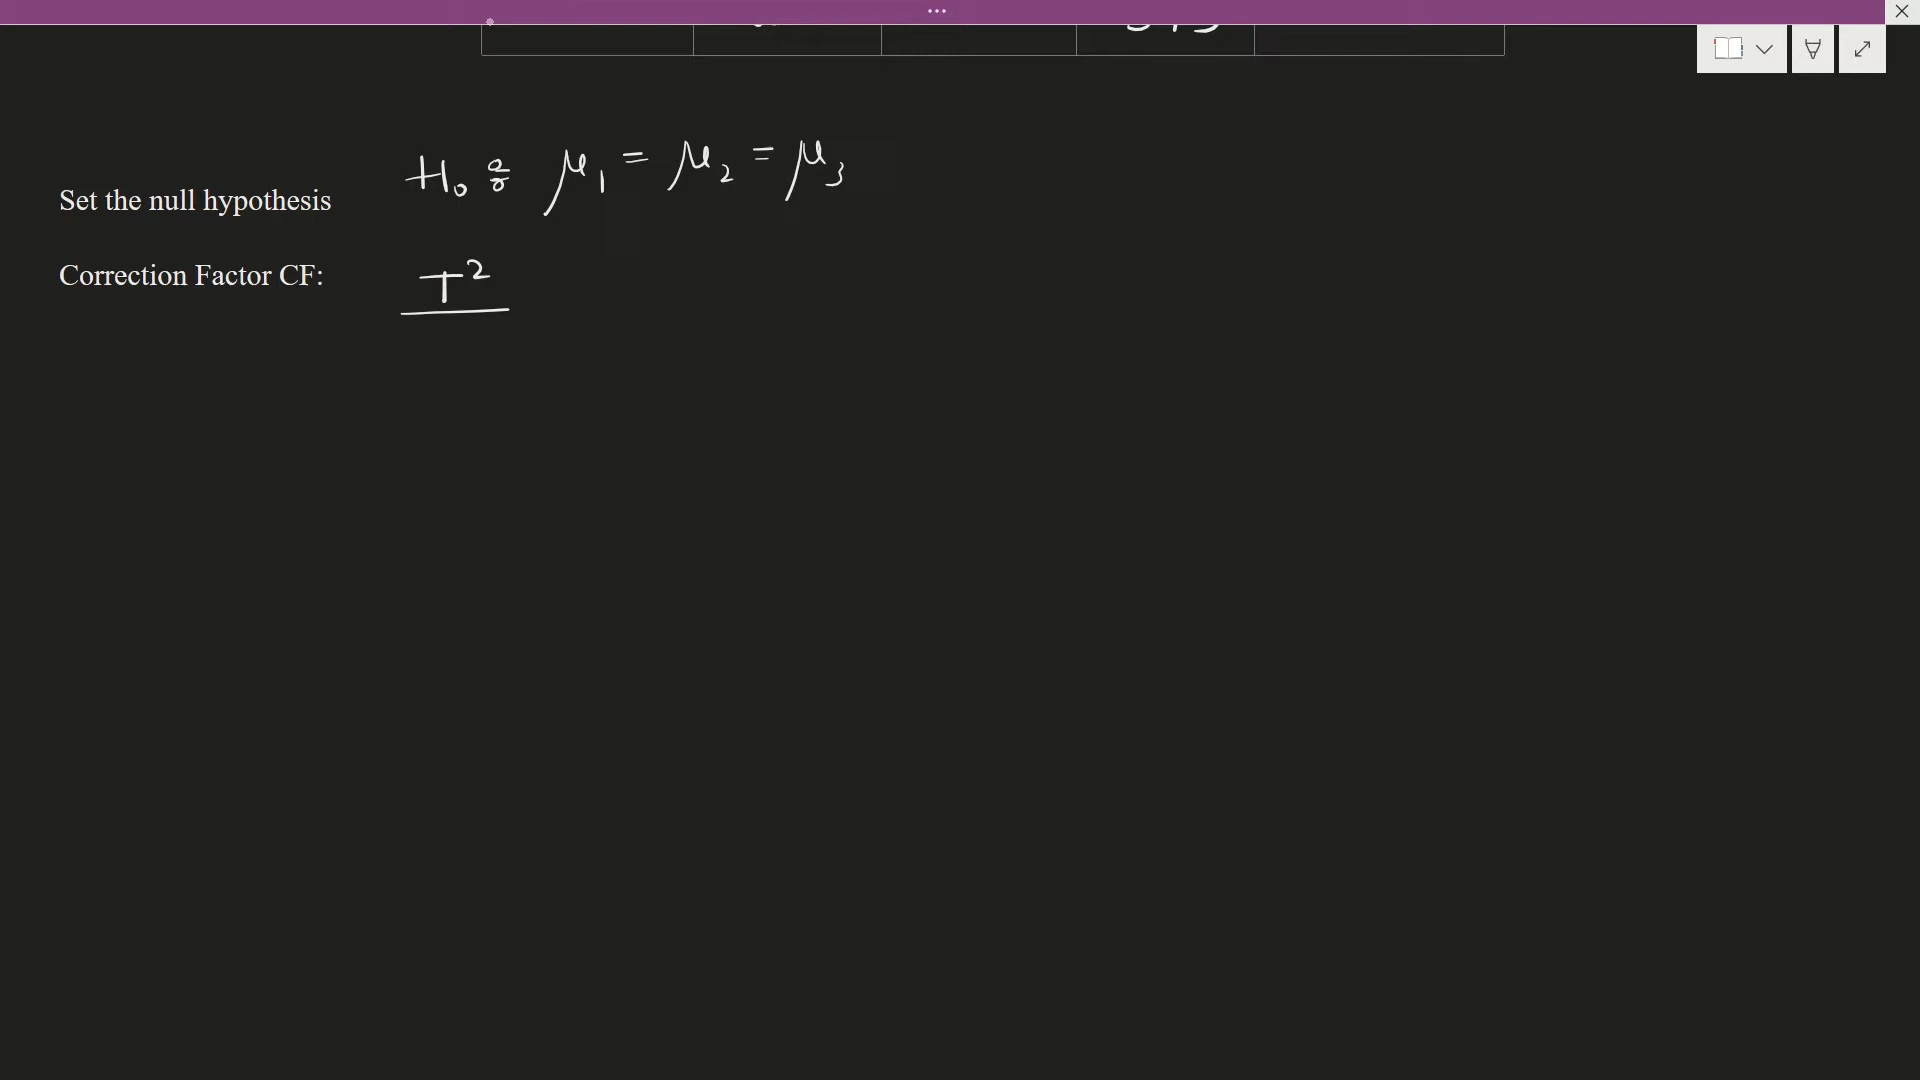 Set the null hypothesis H₀ : μ₁ = μ₂ = μ₃
Correction Factor CF: T²